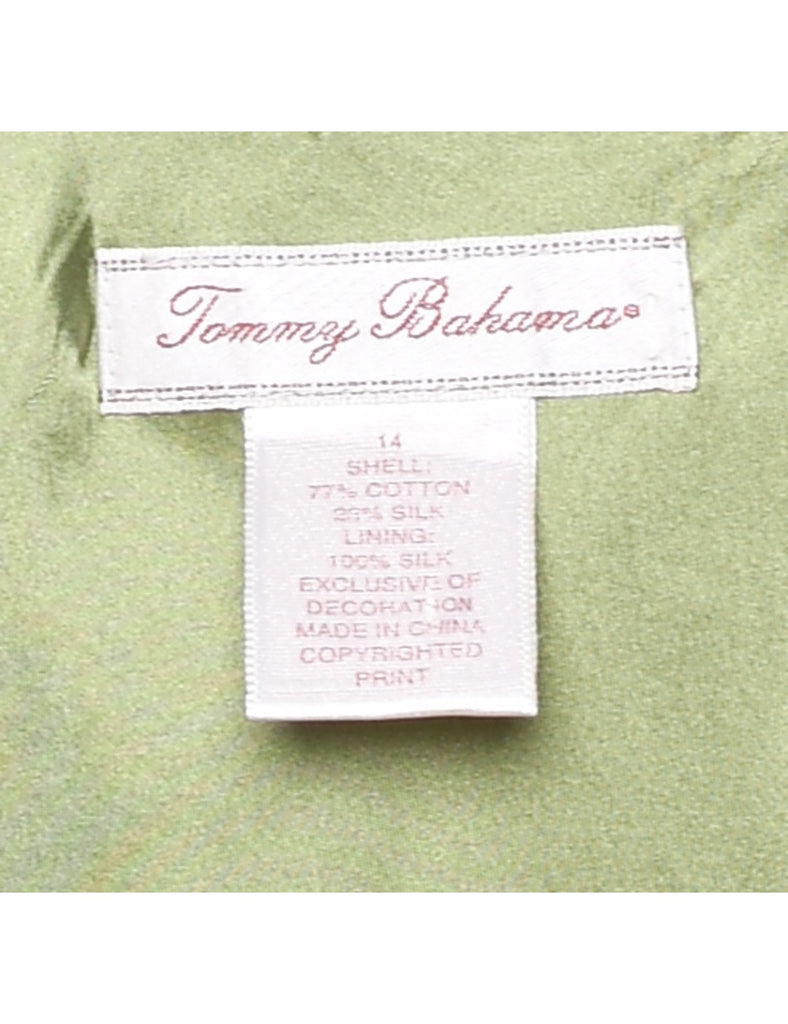 Tommy Bahama®
14
SHELL:
77% COTTON
23% SILK
LINING:
100% SILK
EXCLUSIVE OF
DECORATION
MADE IN CHINA
COPYRIGHTED
PRINT